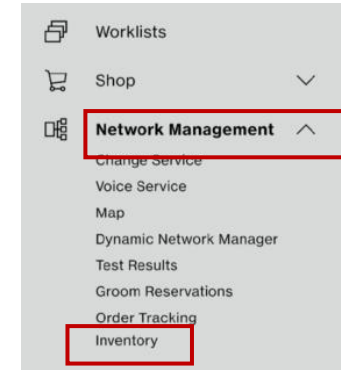 Worklists
Shop
Network Management
Change Service
Voice Service
Map
Dynamic Network Manager
Test Results
Groom Reservations
Order Tracking
Inventory